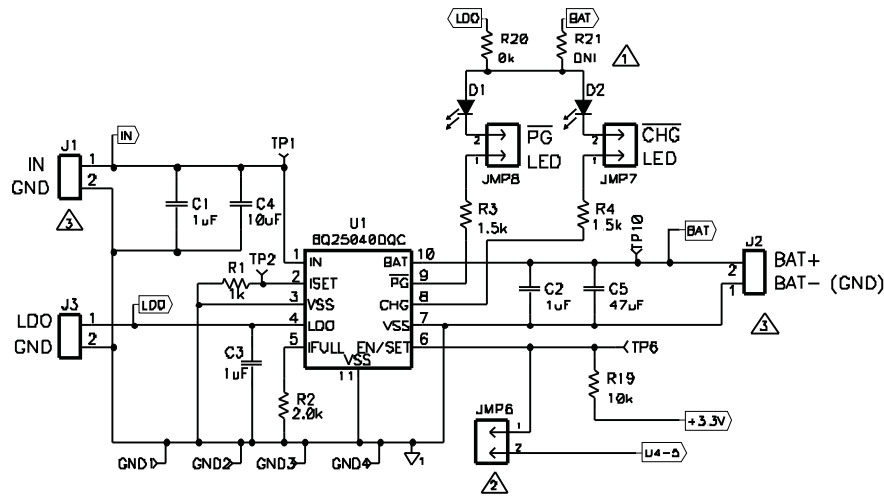 LDO
BAT
R20
0k
R21
DNI
1
D1
D2
2
1
PG
LED
JMP8
2
1
CHG
LED
JMP7
J1
IN
TP1
IN
1
GND
2
3
C1
1uF
C4
10uF
R3
1.5k
R4
1.5k
TP10
BAT
U1
BQ25040DQC
J2
BAT+
2
BAT- (GND)
1
3
TP2
R1
1k
1
IN
BAT
10
2
ISET
PG
9
3
VSS
CHG
8
4
LDO
VSS
7
5
IFULL
EN/SET
6
VSS
11
C2
1uF
C5
47uF
J3
LDO
LDO
1
GND
2
C3
1uF
R2
2.0k
TP6
R19
10k
+3.3V
JMP6
1
2
U4-5
2
GND1
GND2
GND3
GND4
1